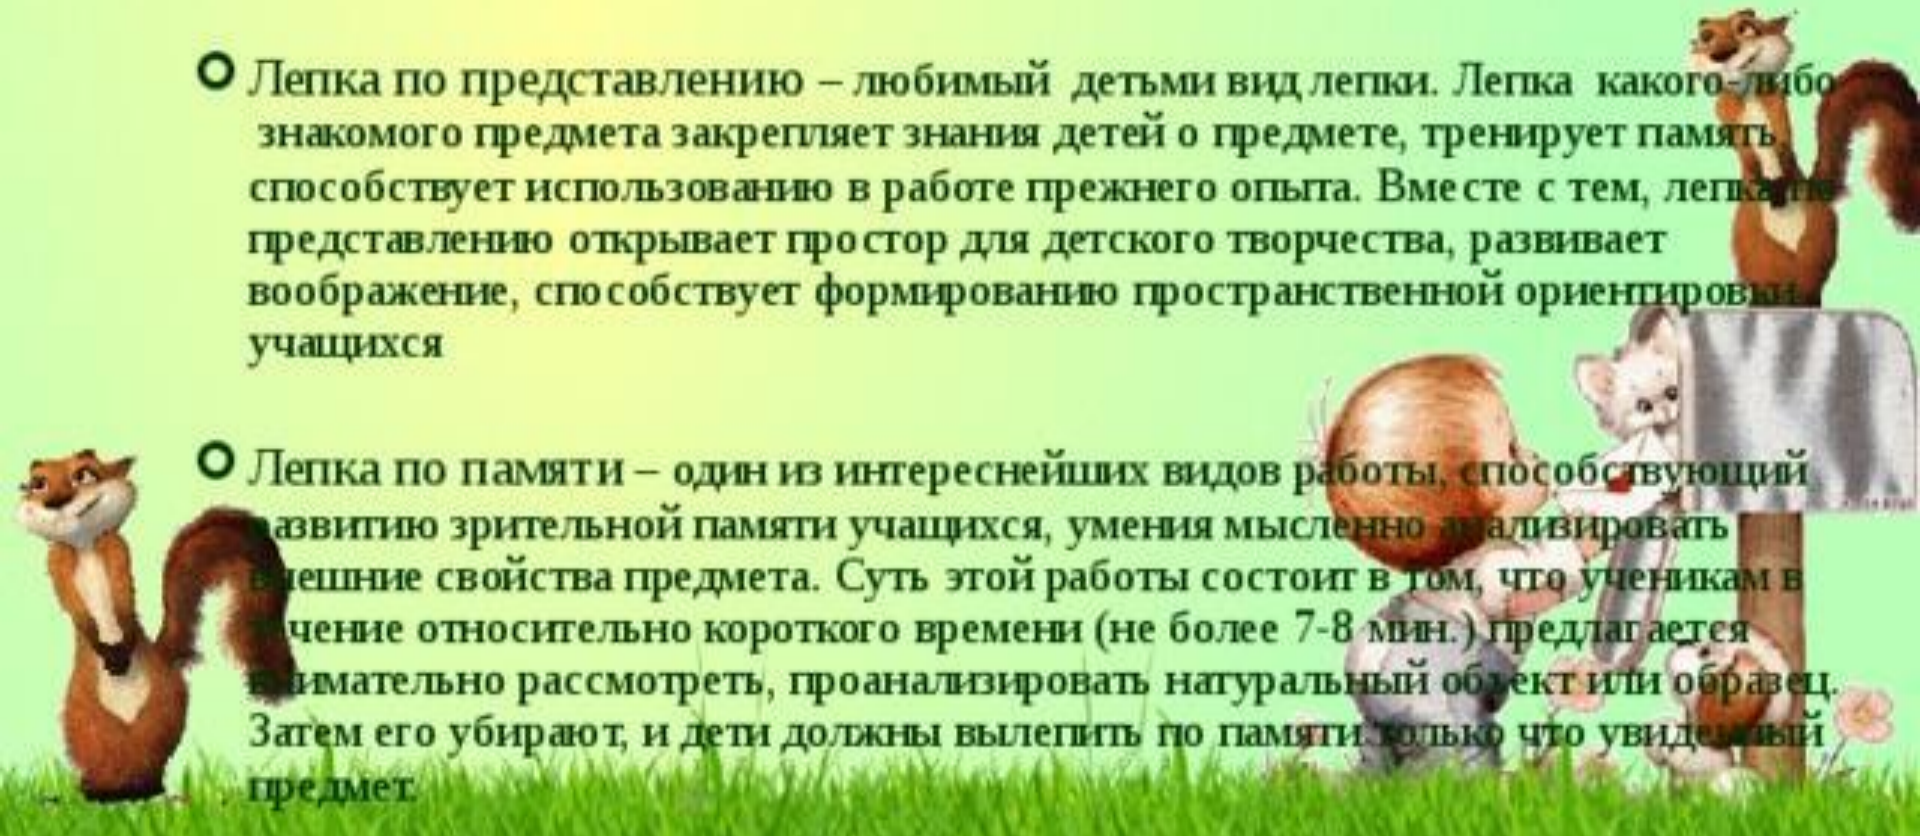 Лепка по представлению – любимый детьми вид лепки. Лепка какого-либо
знакомого предмета закрепляет знания детей о предмете, тренирует память
способствует использованию в работе прежнего опыта. Вместе с тем, лепка по
представлению открывает простор для детского творчества, развивает
воображение, способствует формированию пространственной ориентировки
учащихся
Лепка по памяти – один из интереснейших видов работы, способствующий
развитию зрительной памяти учащихся, умения мысленно анализировать
внешние свойства предмета. Суть этой работы состоит в том, что ученикам в
течение относительно короткого времени (не более 7-8 мин.) предлагается
внимательно рассмотреть, проанализировать натуральный объект или образец.
Затем его убирают, и дети должны вылепить по памяти только что увиденный
предмет.